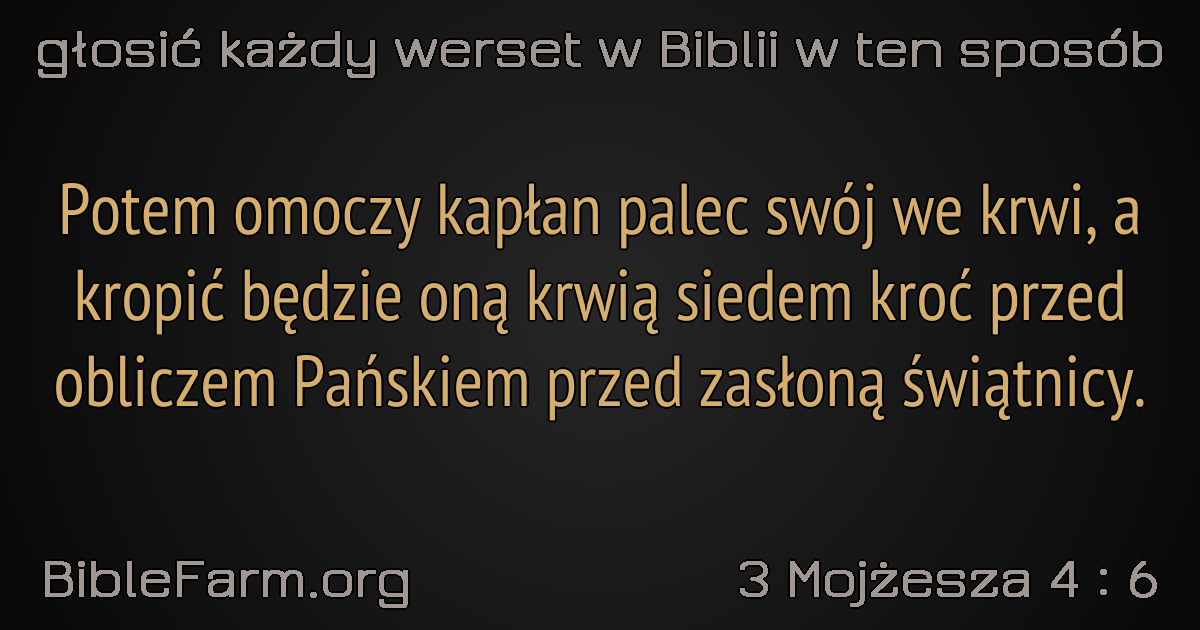 głosić każdy werset w Biblii w ten sposób
Potem omoczy kapłan palec swój we krwi, a
kropić będzie oną krwią siedem kroć przed
obliczem Pańskiem przed zasłoną świątnicy.
BibleFarm.org
3 Mojżesza 4 : 6